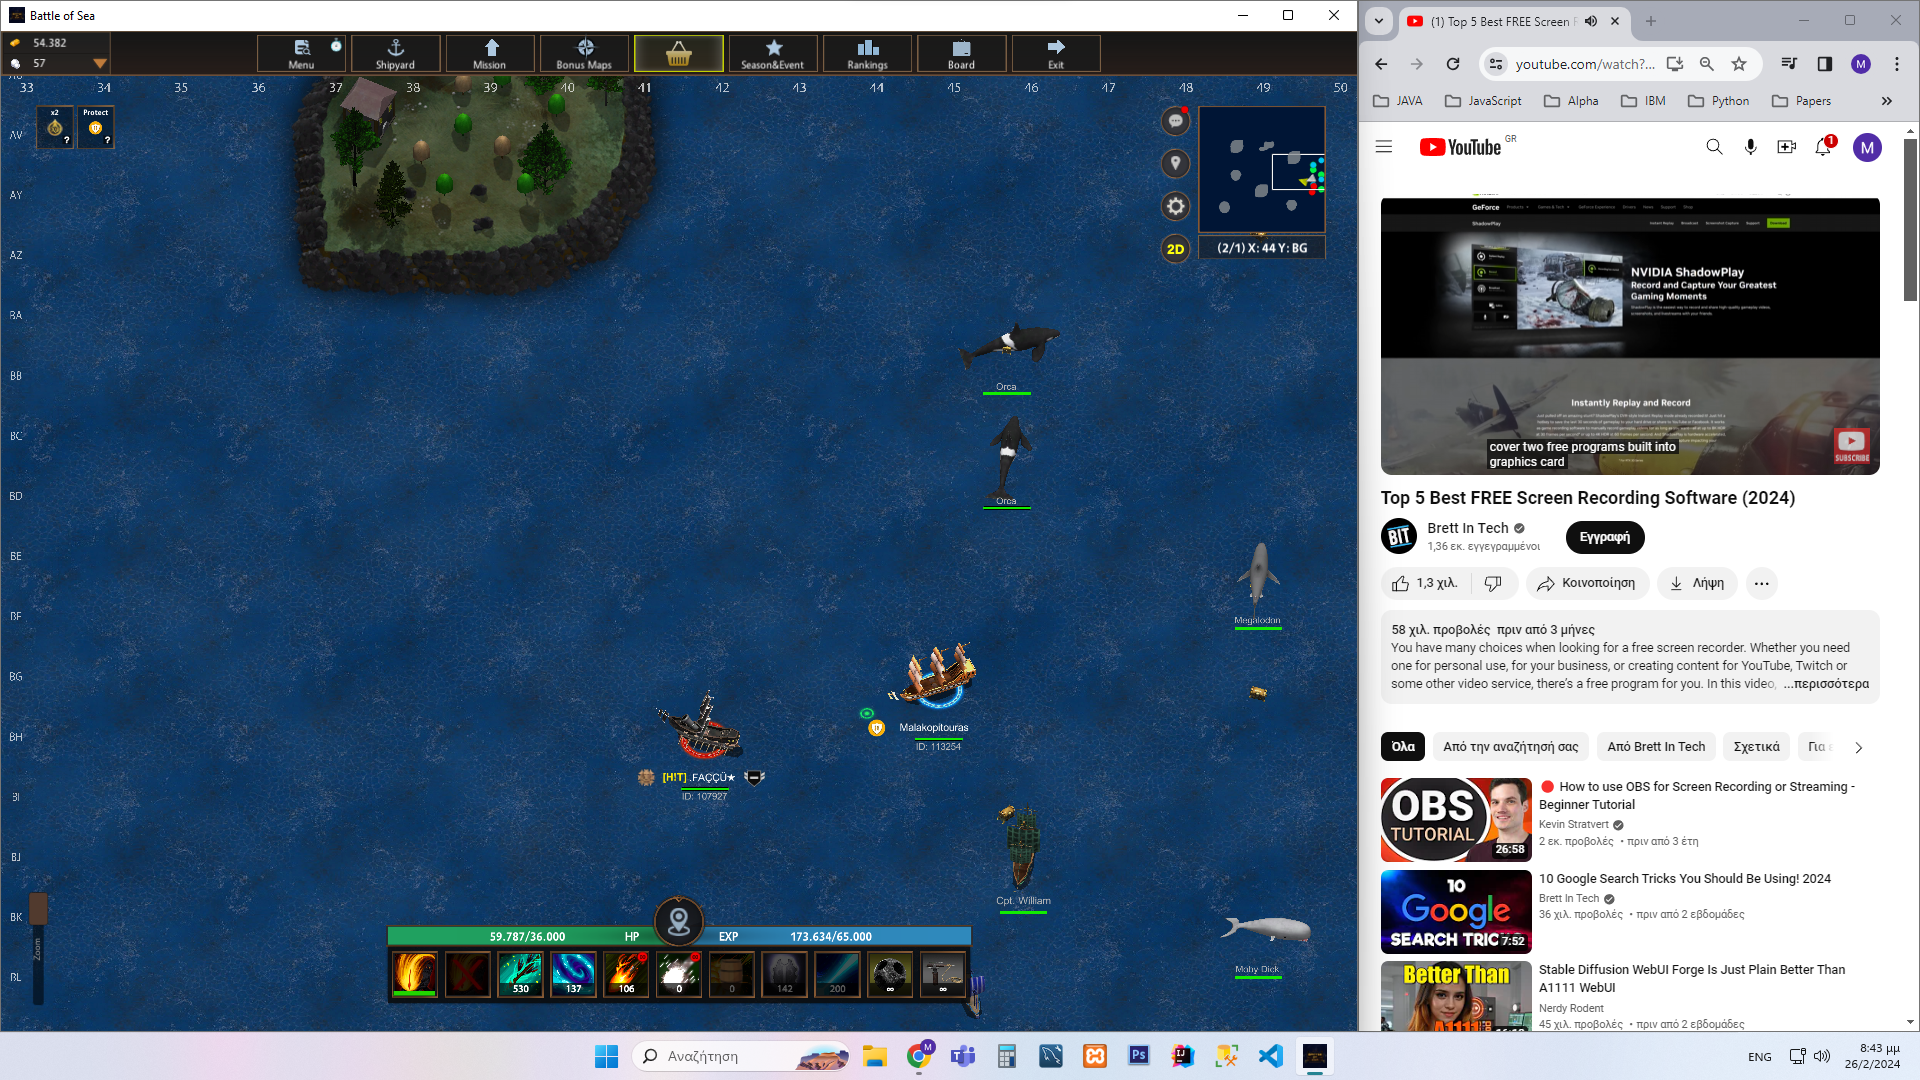 Battle of Sea
54.382
57
Menu
Shipyard
Mission
Bonus Maps
Season&Event
Rankings
Board
Exit
33 34 35 36 37 38 39 40 41 42 43 44 45 46 47 48 49 50
x2
?
Protect
?
AV
AY
AZ
BA
BB
BC
BD
BE
BF
BG
BH
BI
BJ
BK
BL
Zoom
2D
(2/1) X: 44 Y: BG
Orca
Orca
Megalodon
Malakopitouras
ID: 113254
[H!T] .FAÇÇÜ★
ID: 107927
Cpt. William
Moby Dick
59.787/36.000 HP EXP 173.634/65.000
530
137
106
0
0
142
200
∞
∞
(1) Top 5 Best FREE Screen R
youtube.com/watch?...
M
JAVA
JavaScript
Alpha
IBM
Python
Papers
YouTube GR
1
M
GeForce
ShadowPlay
NVIDIA ShadowPlay
Record and Capture Your Greatest
Gaming Moments
Instantly Replay and Record
cover two free programs built into
graphics card
SUBSCRIBE
Top 5 Best FREE Screen Recording Software (2024)
BIT
Brett In Tech
1,36 εκ. εγγεγραμμένοι
Εγγραφή
1,3 χιλ.
Κοινοποίηση
Λήψη
58 χιλ. προβολές πριν από 3 μήνες
You have many choices when looking for a free screen recorder. Whether you need
one for personal use, for your business, or creating content for YouTube, Twitch or
some other video service, there's a free program for you. In this video, ...περισσότερα
Όλα
Από την αναζήτησή σας
Από Brett In Tech
Σχετικά
Για ε
OBS
TUTORIAL
26:58
How to use OBS for Screen Recording or Streaming -
Beginner Tutorial
Kevin Stratvert
2 εκ. προβολές • πριν από 3 έτη
10
Google
SEARCH TRICKS
7:52
10 Google Search Tricks You Should Be Using! 2024
Brett In Tech
36 χιλ. προβολές • πριν από 2 εβδομάδες
Better Than
A1111
Stable Diffusion WebUI Forge Is Just Plain Better Than
A1111 WebUI
Nerdy Rodent
45 χιλ. προβολές • πριν από 2 εβδομάδες
Αναζήτηση
M
Ps
IJ
ENG
8:43 μμ
26/2/2024